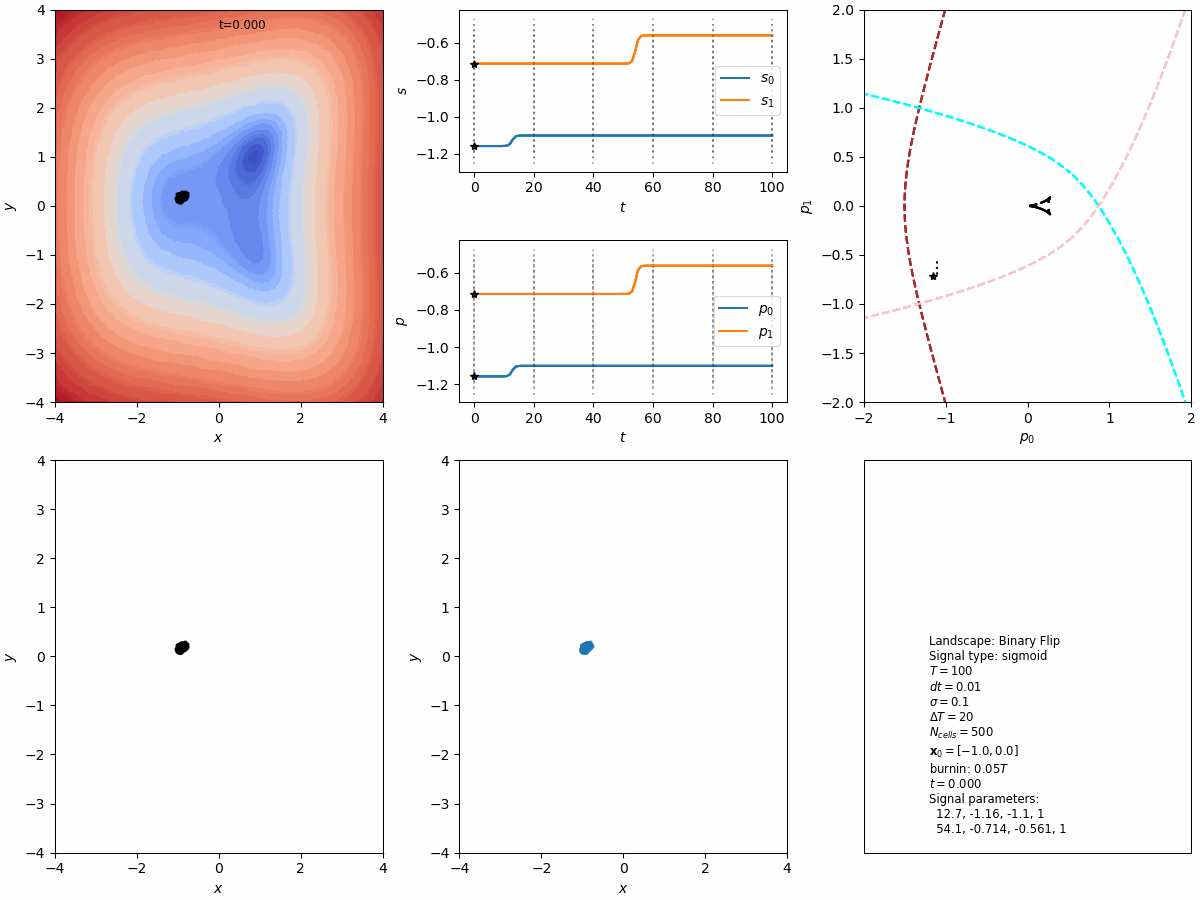 t=0.000
4
3
2
1
0
−1
−2
−3
−4
−4
−2
0
2
4
x
y
−0.6
−0.8
−1.0
−1.2
s
s₀
s₁
0
20
40
60
80
100
t
−0.6
−0.8
−1.0
−1.2
p
p₀
p₁
0
20
40
60
80
100
t
2.0
1.5
1.0
0.5
0.0
−0.5
−1.0
−1.5
−2.0
p₁
−2
−1
0
1
2
p₀
4
3
2
1
0
−1
−2
−3
−4
y
−4
−2
0
2
4
x
4
3
2
1
0
−1
−2
−3
−4
y
−4
−2
0
2
4
x
Landscape: Binary Flip
Signal type: sigmoid
T = 100
dt = 0.01
σ = 0.1
ΔT = 20
N_cells = 500
x₀ = [−1.0, 0.0]
burnin: 0.05T
t = 0.000
Signal parameters:
12.7, -1.16, -1.1, 1
54.1, -0.714, -0.561, 1